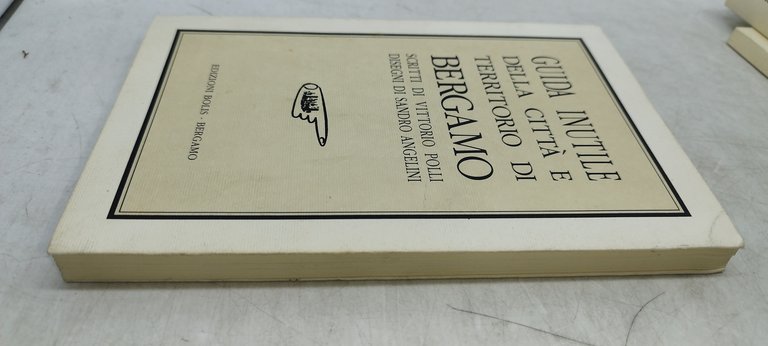 GUIDA INUTILE
DELLA CITTÀ E
TERRITORIO DI
BERGAMO
SCRITTI DI VITTORIO POLLI
DISEGNI DI SANDRO ANGELINI
EDIZIONI BOLIS - BERGAMO